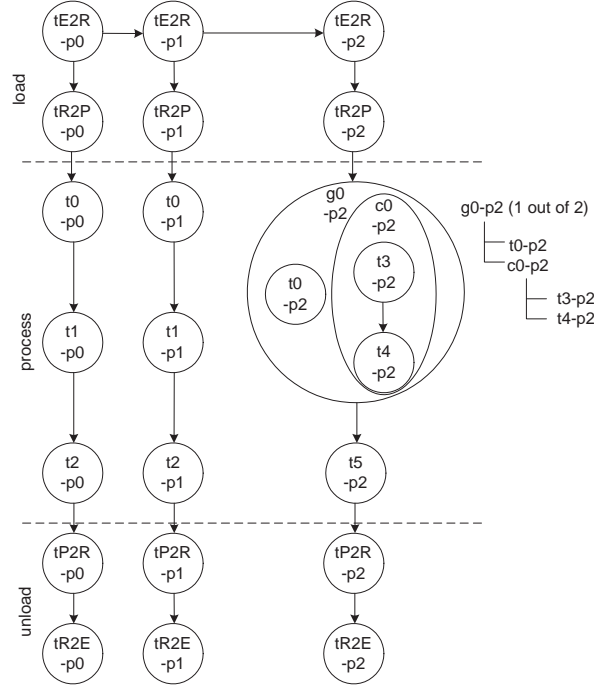 tE2R
-p0
tE2R
-p1
tE2R
-p2
load
tR2P
-p0
tR2P
-p1
tR2P
-p2
process
t0
-p0
t0
-p1
g0
-p2
c0
-p2
t0
-p2
t3
-p2
t4
-p2
g0-p2 (1 out of 2)
t0-p2
c0-p2
t3-p2
t4-p2
t1
-p0
t1
-p1
t2
-p0
t2
-p1
t5
-p2
unload
tP2R
-p0
tP2R
-p1
tP2R
-p2
tR2E
-p0
tR2E
-p1
tR2E
-p2